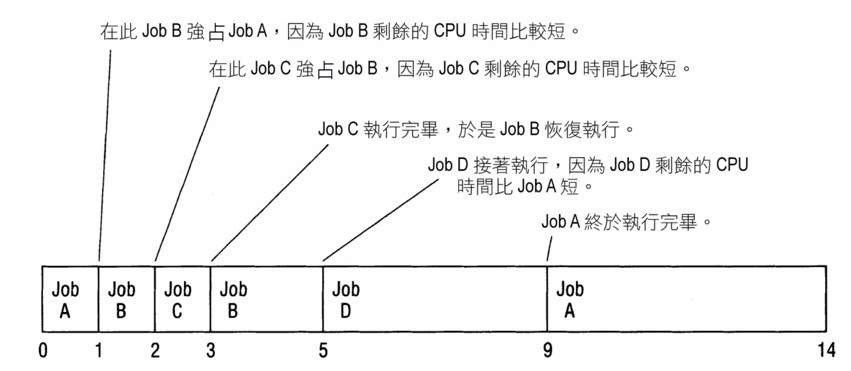 在此 Job B 強占 Job A，因為 Job B 剩餘的 CPU 時間比較短。
在此 Job C 強占 Job B，因為 Job C 剩餘的 CPU 時間比較短。
Job C 執行完畢，於是 Job B 恢復執行。
Job D 接著執行，因為 Job D 剩餘的 CPU
時間比 Job A 短。
Job A 終於執行完畢。
Job Job Job Job Job Job
A B C B D A
0 1 2 3 5 9 14